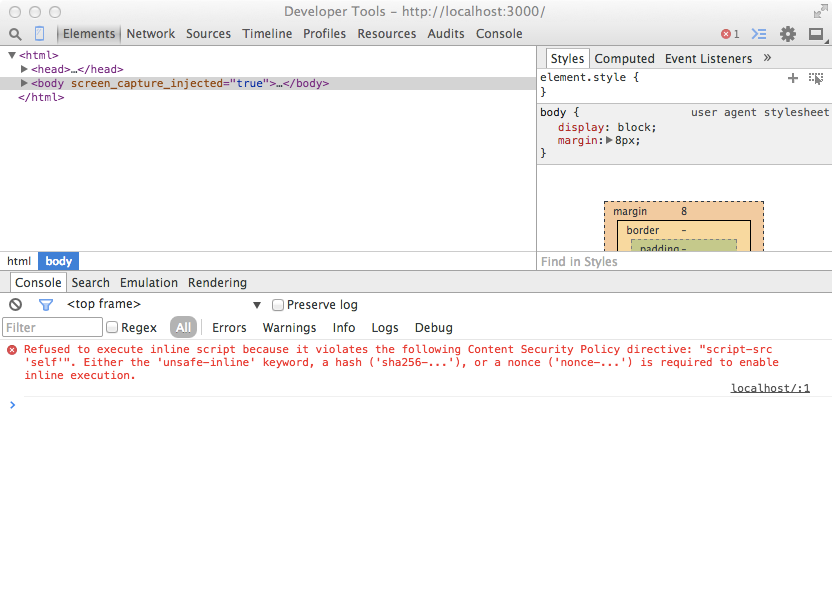 Developer Tools - http://localhost:3000/
Elements Network Sources Timeline Profiles Resources Audits Console 1
<html>
<head>…</head>
<body screen_capture_injected="true">…</body>
</html>
html body
Styles Computed Event Listeners »
element.style {
}
body { user agent stylesheet
display: block;
margin: 8px;
}
margin 8
border -
padding -
Find in Styles
Console Search Emulation Rendering
<top frame> Preserve log
Filter Regex All Errors Warnings Info Logs Debug
Refused to execute inline script because it violates the following Content Security Policy directive: "script-src
'self'". Either the 'unsafe-inline' keyword, a hash ('sha256-...'), or a nonce ('nonce-...') is required to enable
inline execution.
localhost/:1
>